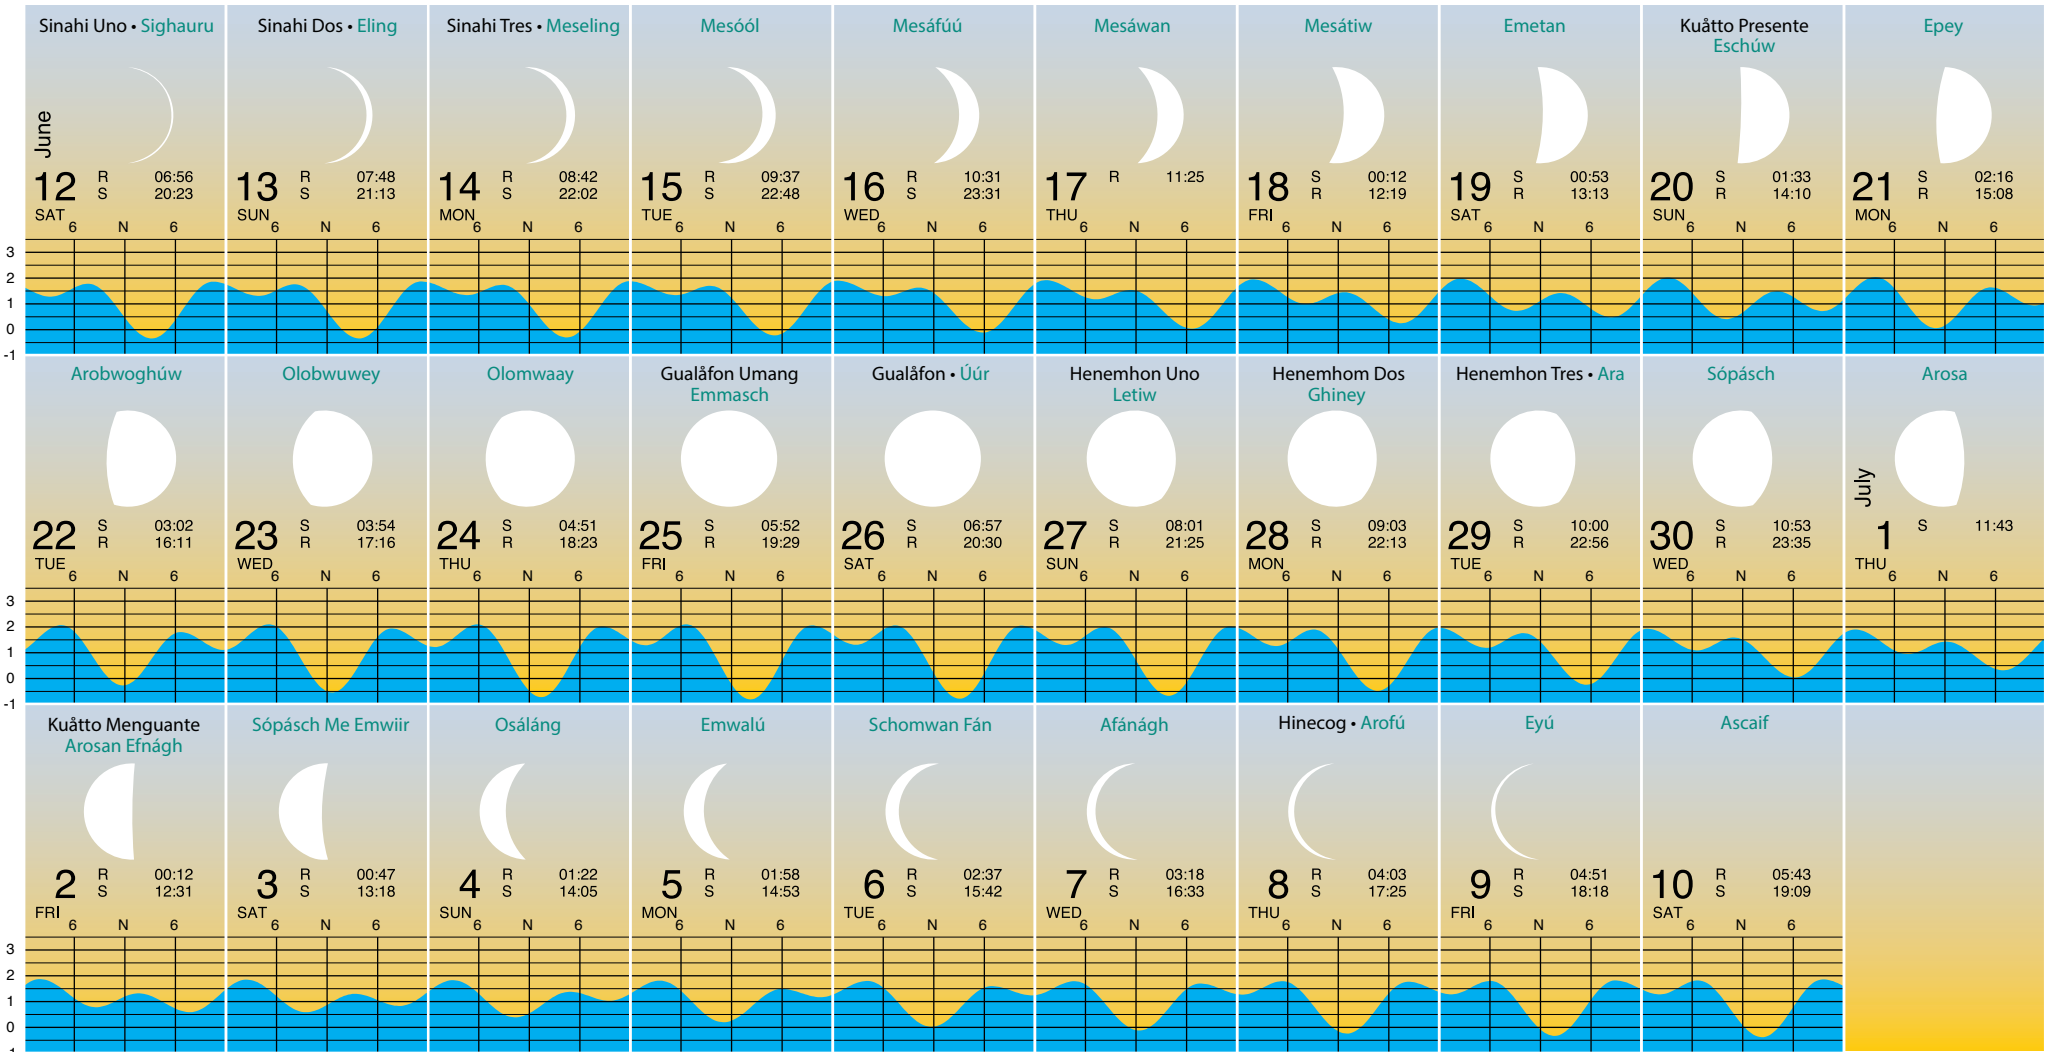 Sinahi Uno • Sighauru
June
12 R 06:56
S 20:23
SAT
6 N 6
Sinahi Dos • Eling
13 R 07:48
S 21:13
SUN
6 N 6
Sinahi Tres • Meseling
14 R 08:42
S 22:02
MON
6 N 6
Mesóól
15 R 09:37
S 22:48
TUE
6 N 6
Mesáfúú
16 R 10:31
S 23:31
WED
6 N 6
Mesáwan
17 R 11:25
THU
6 N 6
Mesátiw
18 S 00:12
R 12:19
FRI
6 N 6
Emetan
19 S 00:53
R 13:13
SAT
6 N 6
Kuåtto Presente
Eschúw
20 S 01:33
R 14:10
SUN
6 N 6
Epey
21 S 02:16
R 15:08
MON
6 N 6
3
2
1
0
-1
Arobwoghúw
22 S 03:02
R 16:11
TUE
6 N 6
Olobwuwey
23 S 03:54
R 17:16
WED
6 N 6
Olomwaay
24 S 04:51
R 18:23
THU
6 N 6
Gualåfon Umang
Emmasch
25 S 05:52
R 19:29
FRI
6 N 6
Gualåfon • Úúr
26 S 06:57
R 20:30
SAT
6 N 6
Henemhon Uno
Letiw
27 S 08:01
R 21:25
SUN
6 N 6
Henemhom Dos
Ghiney
28 S 09:03
R 22:13
MON
6 N 6
Henemhon Tres • Ara
29 S 10:00
R 22:56
TUE
6 N 6
Sópásch
30 S 10:53
R 23:35
WED
6 N 6
Arosa
July
1 S 11:43
THU
6 N 6
3
2
1
0
-1
Kuåtto Menguante
Arosan Efnágh
2 R 00:12
S 12:31
FRI
6 N 6
Sópásch Me Emwiir
3 R 00:47
S 13:18
SAT
6 N 6
Osáláng
4 R 01:22
S 14:05
SUN
6 N 6
Emwalú
5 R 01:58
S 14:53
MON
6 N 6
Schomwan Fán
6 R 02:37
S 15:42
TUE
6 N 6
Afánágh
7 R 03:18
S 16:33
WED
6 N 6
Hinecog • Arofú
8 R 04:03
S 17:25
THU
6 N 6
Eyú
9 R 04:51
S 18:18
FRI
6 N 6
Ascaif
10 R 05:43
S 19:09
SAT
6 N 6
3
2
1
0
-1